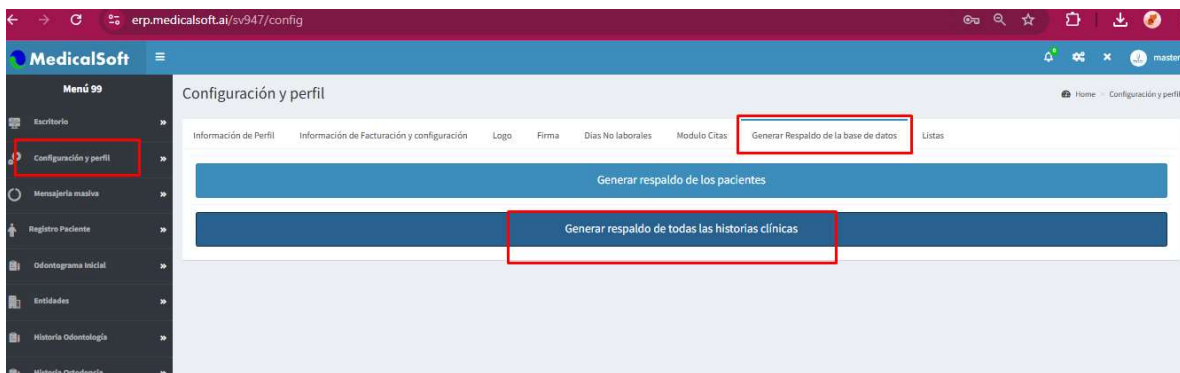 erp.medicalsoft.ai/sv947/config
MedicalSoft
master
Menú 99
Configuración y perfil
Home > Configuración y perfil
Escritorio
Información de Perfil Información de Facturación y configuración Logo Firma Dias No laborales Modulo Citas Generar Respaldo de la base de datos Listas
Configuración y perfil
Generar respaldo de los pacientes
Mensajería masiva
Registro Paciente
Generar respaldo de todas las historias clínicas
Odontograma Inicial
Entidades
Historia Odontología
Historia Ortodoncia